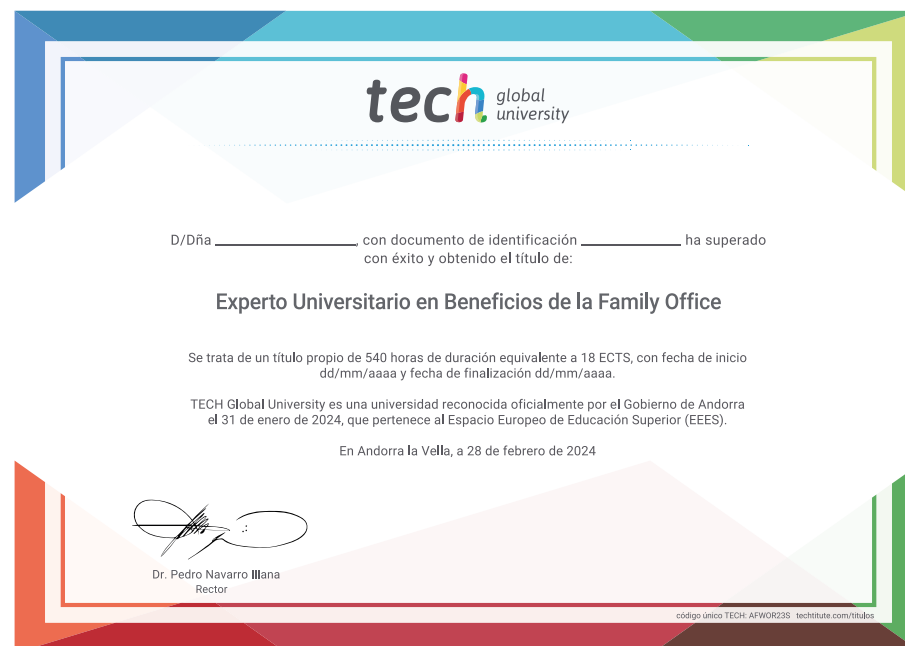 tech global university
D/Dña , con documento de identificación ha superado
con éxito y obtenido el título de:
Experto Universitario en Beneficios de la Family Office
Se trata de un título propio de 540 horas de duración equivalente a 18 ECTS, con fecha de inicio
dd/mm/aaaa y fecha de finalización dd/mm/aaaa.
TECH Global University es una universidad reconocida oficialmente por el Gobierno de Andorra
el 31 de enero de 2024, que pertenece al Espacio Europeo de Educación Superior (EEES).
En Andorra la Vella, a 28 de febrero de 2024
Dr. Pedro Navarro Illana
Rector
código único TECH: AFWOR23S techtitute.com/titulos